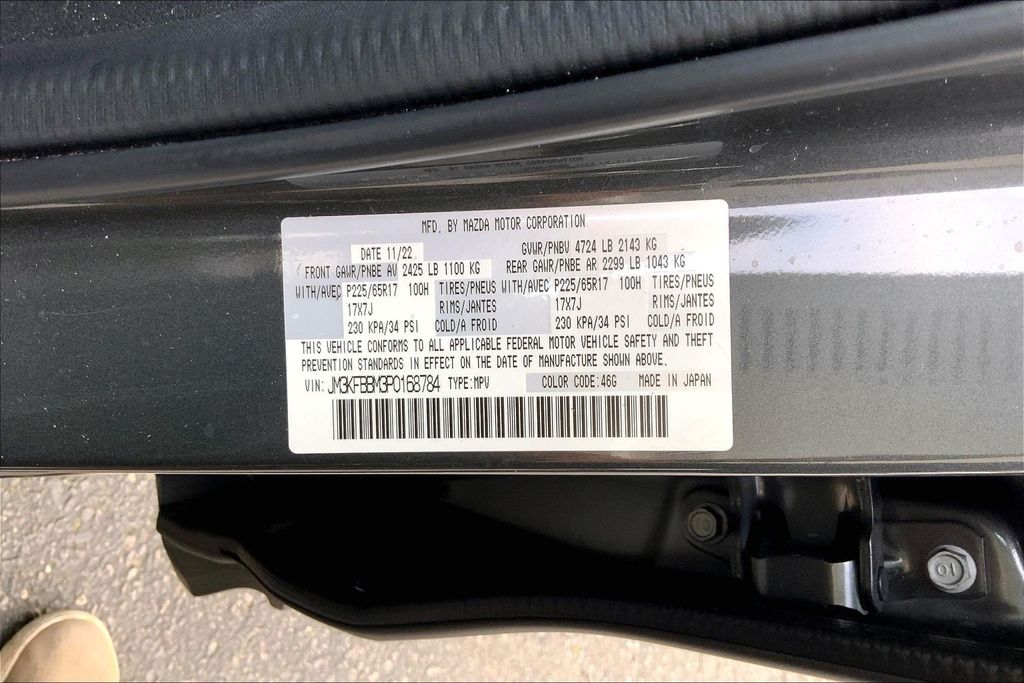 MFD. BY MAZDA MOTOR CORPORATION
DATE 11/22 GVWR/PNBV 4724 LB 2143 KG
FRONT GAWR/PNBE AV 2425 LB 1100 KG REAR GAWR/PNBE AR 2299 LB 1043 KG
WITH/AVEC P225/65R17 100H TIRES/PNEUS WITH/AVEC P225/65R17 100H TIRES/PNEUS
17X7J RIMS/JANTES 17X7J RIMS/JANTES
230 KPA/34 PSI COLD/A FROID 230 KPA/34 PSI COLD/A FROID
THIS VEHICLE CONFORMS TO ALL APPLICABLE FEDERAL MOTOR VEHICLE SAFETY AND THEFT
PREVENTION STANDARDS IN EFFECT ON THE DATE OF MANUFACTURE SHOWN ABOVE.
VIN: JM3KFBBM3P0168784 TYPE:MPV COLOR CODE:46G MADE IN JAPAN
10